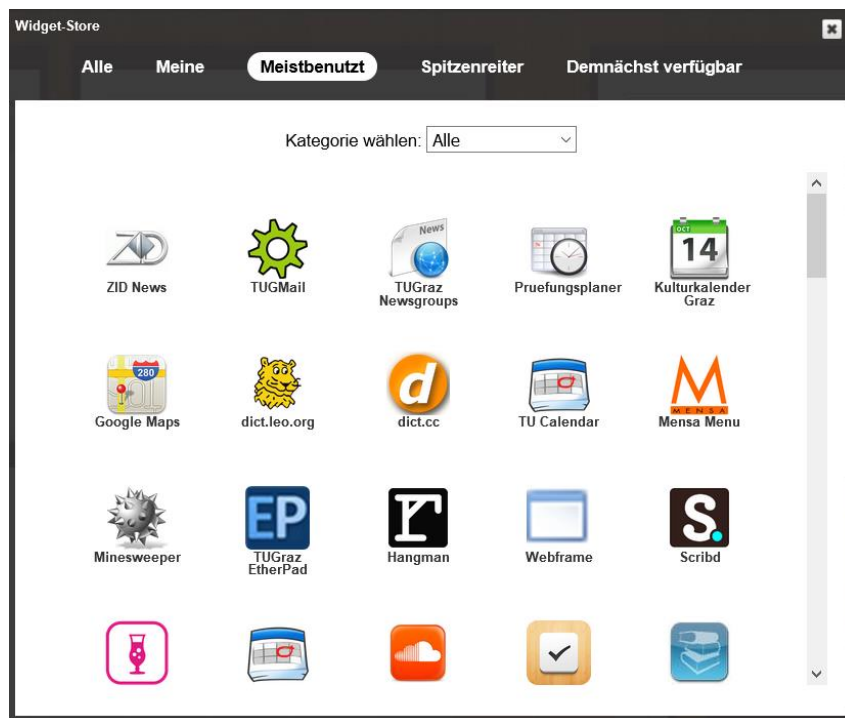 Widget-Store
Alle Meine Meistbenutzt Spitzenreiter Demnächst verfügbar
Kategorie wählen: Alle
News
OCT
14
ZID News TUGMail TUGraz Newsgroups Pruefungsplaner Kulturkalender Graz
280
d
MENSA
Google Maps dict.leo.org dict.cc TU Calendar Mensa Menu
EP
r
S.
Minesweeper TUGraz EtherPad Hangman Webframe Scribd